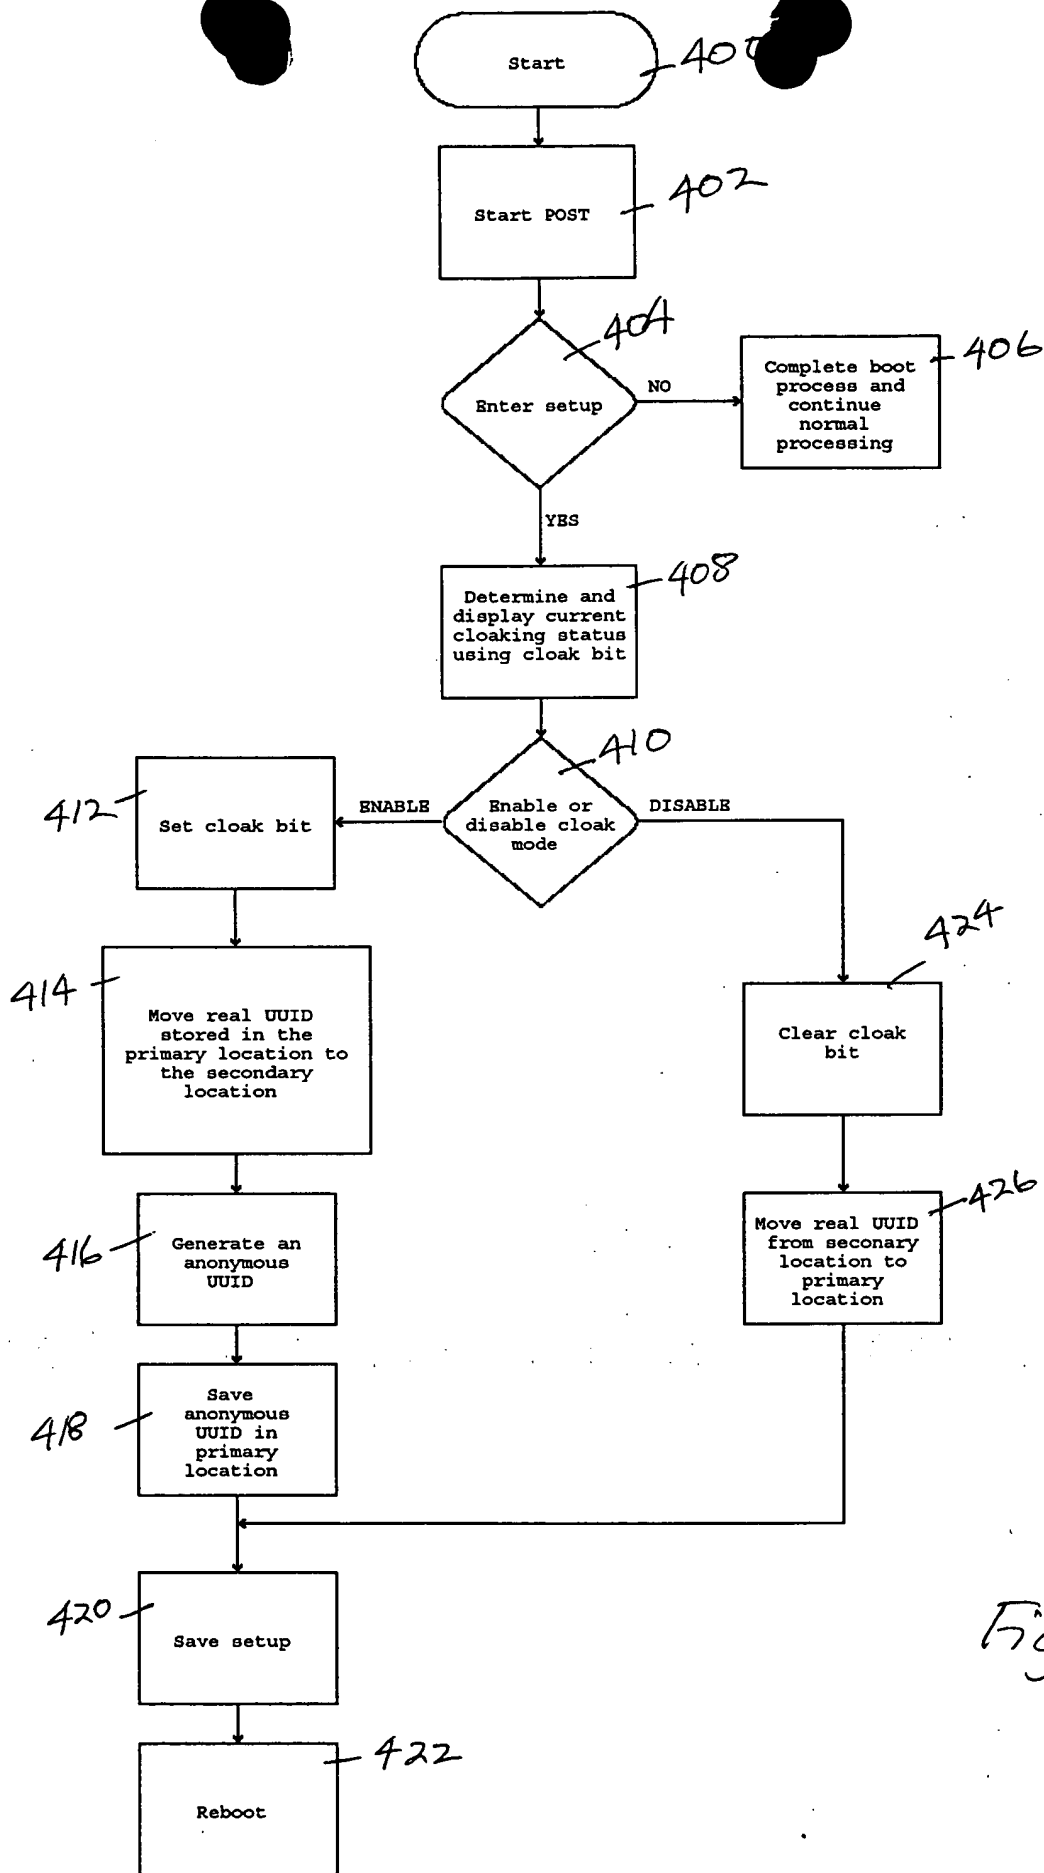 Start
402
Start POST
404
406
Complete boot
process and
continue
normal
processing
NO
Enter setup
YES
408
Determine and
display current
cloaking status
using cloak bit
410
412
ENABLE
Enable or
disable cloak
mode
DISABLE
Set cloak bit
424
414
Move real UUID
stored in the
primary location to
the secondary
location
Clear cloak
bit
426
416
Generate an
anonymous
UUID
Move real UUID
from seconary
location to
primary
location
418
Save
anonymous
UUID in
primary
location
420
Save setup
422
Reboot